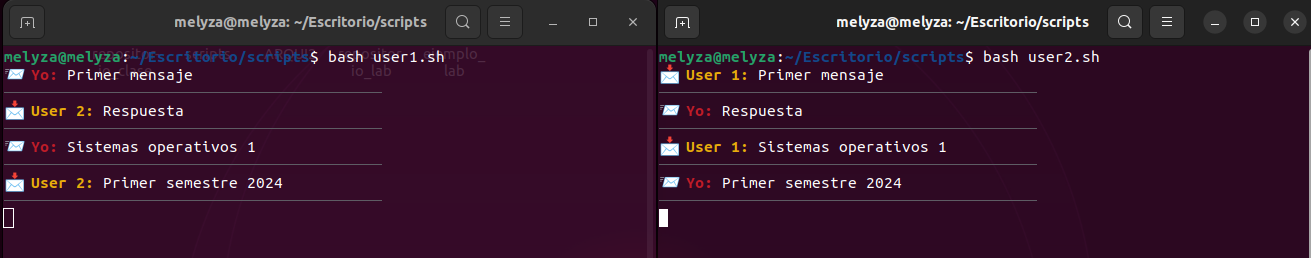 melyza@melyza: ~/Escritorio/scripts
melyza@melyza:~/Escritorio/scripts$ bash user1.sh
Yo: Primer mensaje
User 2: Respuesta
Yo: Sistemas operativos 1
User 2: Primer semestre 2024
melyza@melyza: ~/Escritorio/scripts
melyza@melyza:~/Escritorio/scripts$ bash user2.sh
User 1: Primer mensaje
Yo: Respuesta
User 1: Sistemas operativos 1
Yo: Primer semestre 2024